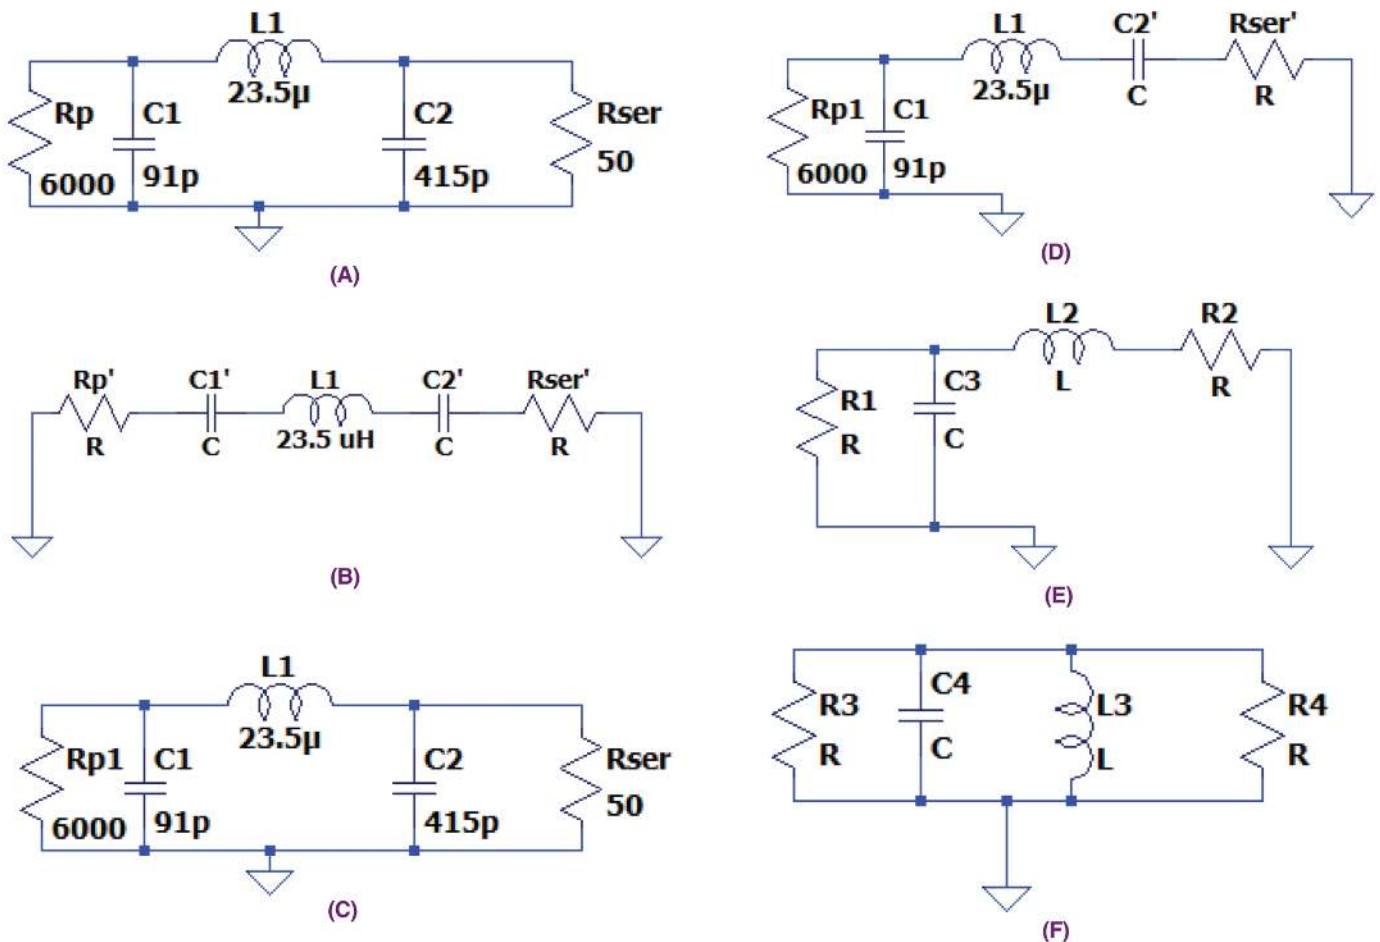 L1
Rp
C1
23.5µ
C2
Rser
6000
91p
415p
50
(A)
Rp'
C1'
L1
C2'
Rser'
R
C
23.5 uH
C
R
(B)
L1
Rp1
C1
23.5µ
C2
Rser
6000
91p
415p
50
(C)
L1
C2'
Rser'
Rp1
C1
23.5µ
C
R
6000
91p
(D)
L2
R2
R1
C3
L
R
R
C
(E)
R3
C4
L3
R4
R
C
L
R
(F)